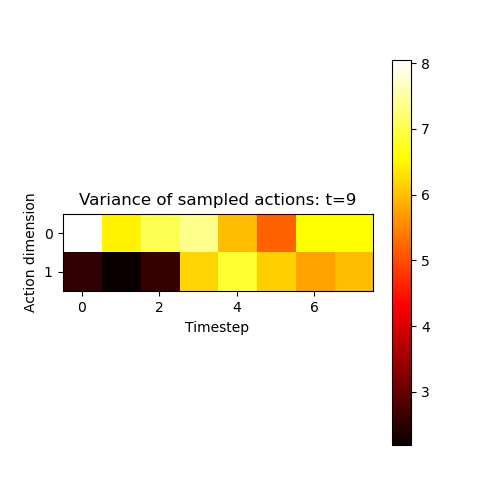 Variance of sampled actions: t=9
Action dimension
0
1
0 2 4 6
Timestep
8
7
6
5
4
3